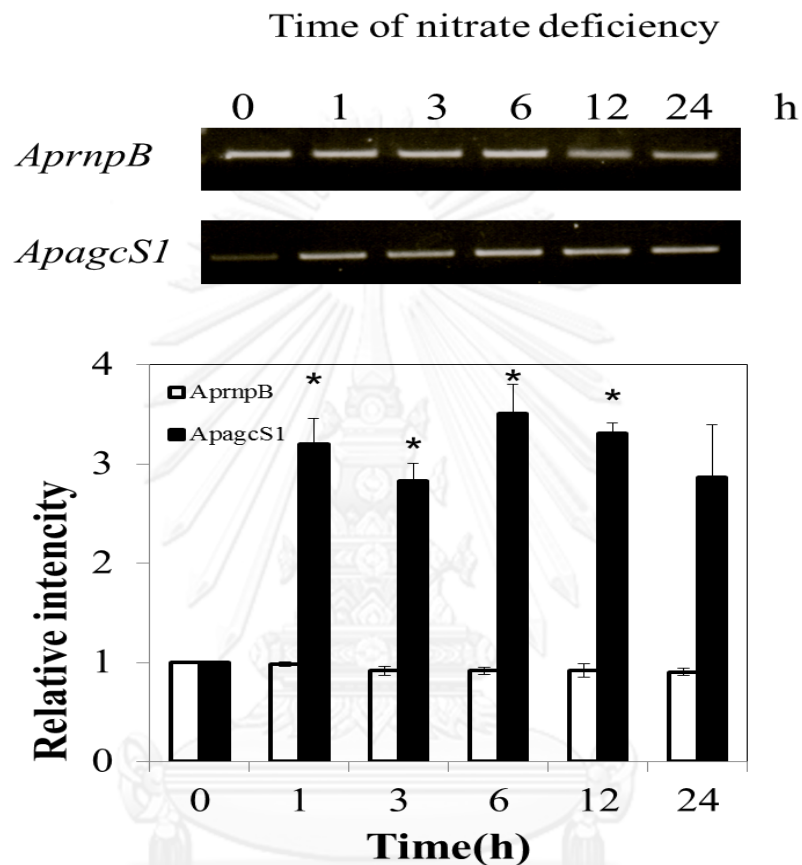 Time of nitrate deficiency
0 1 3 6 12 24 h
AprnpB
ApagcS1
4
* * * *
AprnpB
ApagcS1
3
2
1
0
Relative intencity
0 1 3 6 12 24
Time(h)